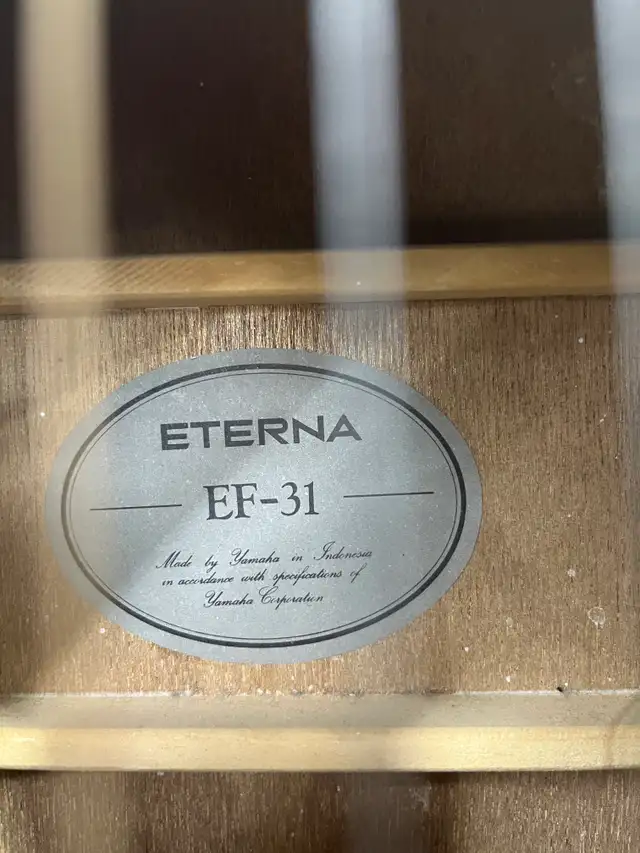 ETERNA
EF-31
Made by Yamaha in Indonesia
in accordance with specifications of
Yamaha Corporation